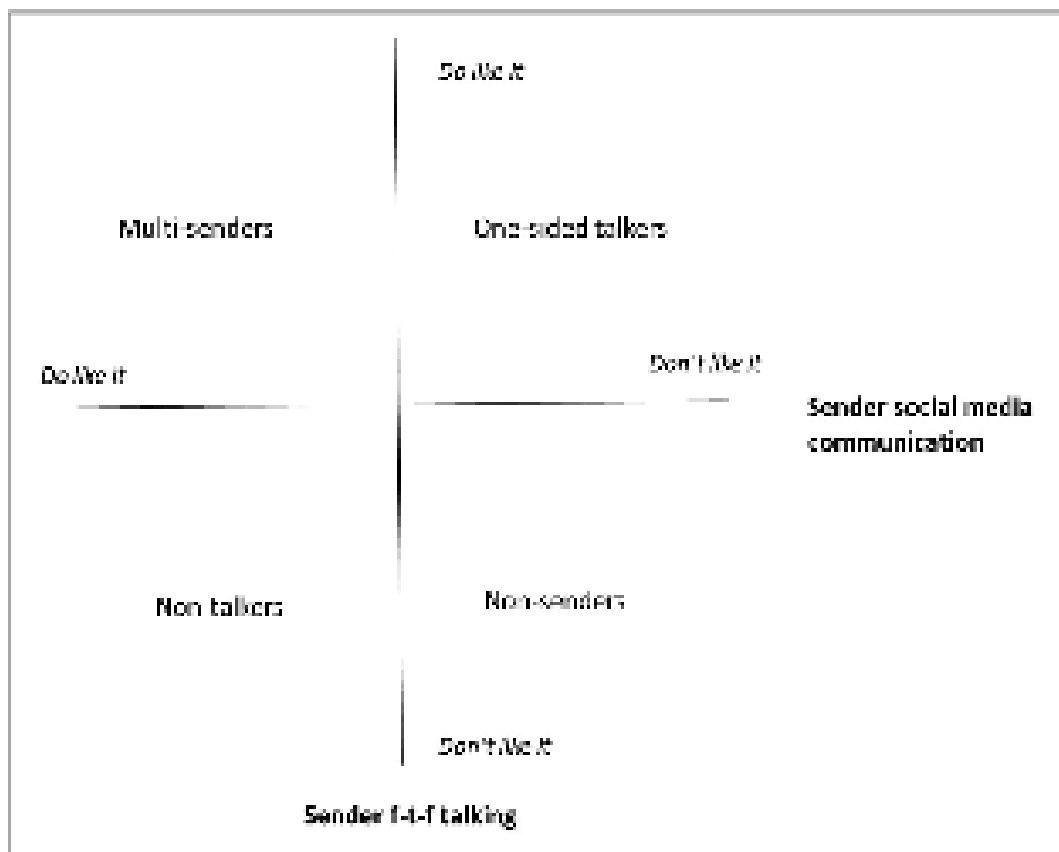 Do like it
Multi-senders
One-sided talkers
Do like it
Don't like it
Sender social media
communication
Non-talkers
Non-senders
Don't like it
Sender f-t-f talking